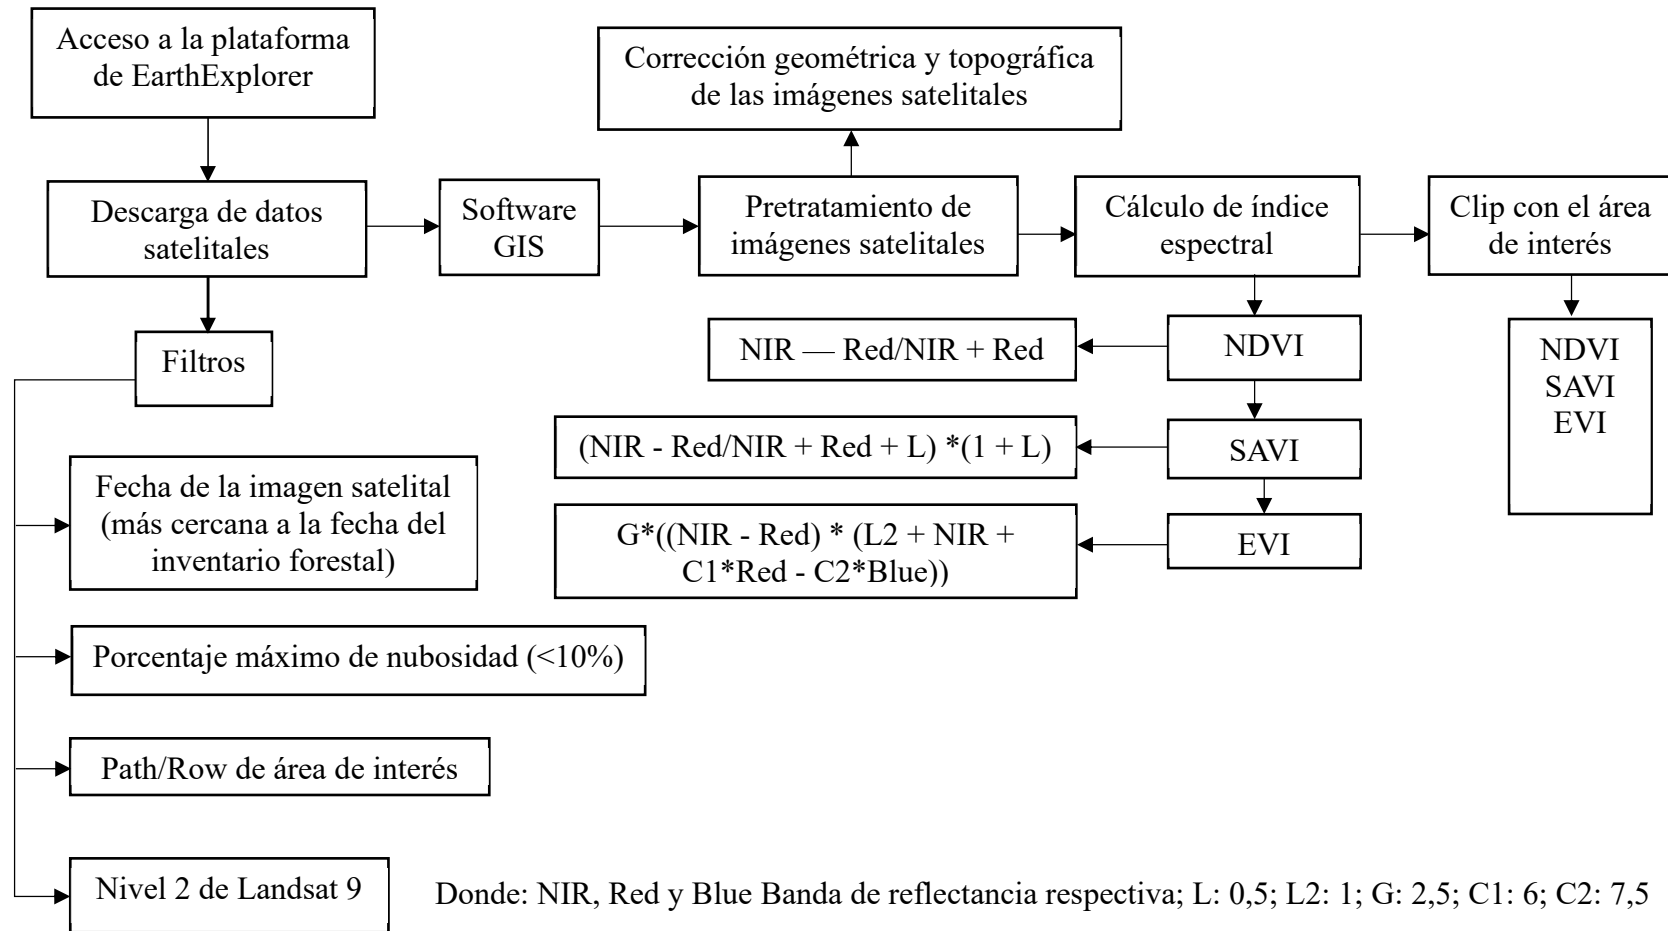 Acceso a la plataforma
de EarthExplorer
Corrección geométrica y topográfica
de las imágenes satelitales
Descarga de datos
satelitales
Software
GIS
Pretratamiento de
imágenes satelitales
Cálculo de índice
espectral
Clip con el área
de interés
Filtros
NIR — Red/NIR + Red
NDVI
NDVI
SAVI
EVI
(NIR - Red/NIR + Red + L) *(1 + L)
SAVI
G*((NIR - Red) * (L2 + NIR +
C1*Red - C2*Blue))
EVI
Fecha de la imagen satelital
(más cercana a la fecha del
inventario forestal)
Porcentaje máximo de nubosidad (<10%)
Path/Row de área de interés
Nivel 2 de Landsat 9
Donde: NIR, Red y Blue Banda de reflectancia respectiva; L: 0,5; L2: 1; G: 2,5; C1: 6; C2: 7,5